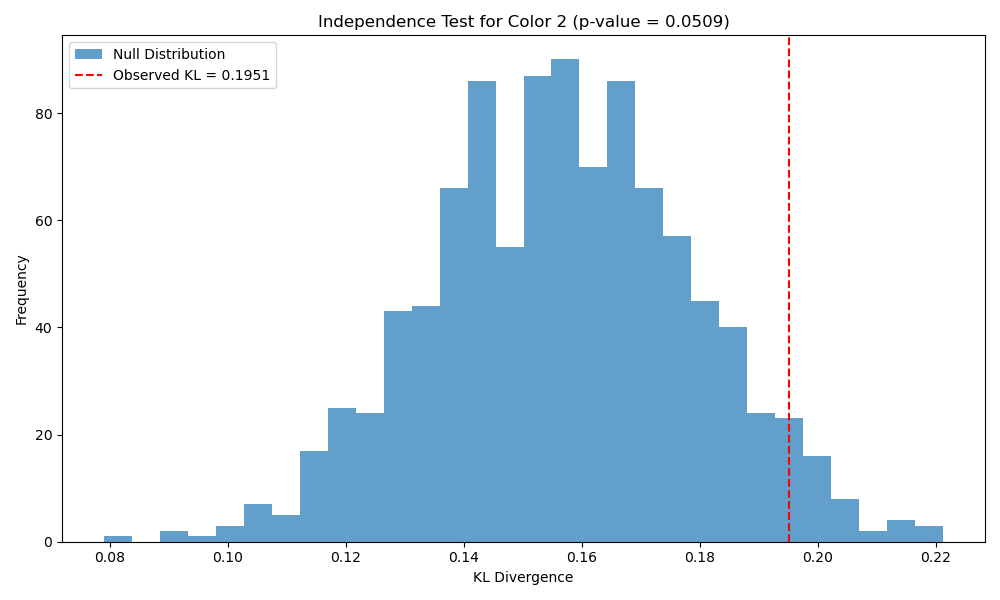 Independence Test for Color 2 (p-value = 0.0509)
Null Distribution
Observed KL = 0.1951
80
60
40
20
0
Frequency
0.08 0.10 0.12 0.14 0.16 0.18 0.20 0.22
KL Divergence